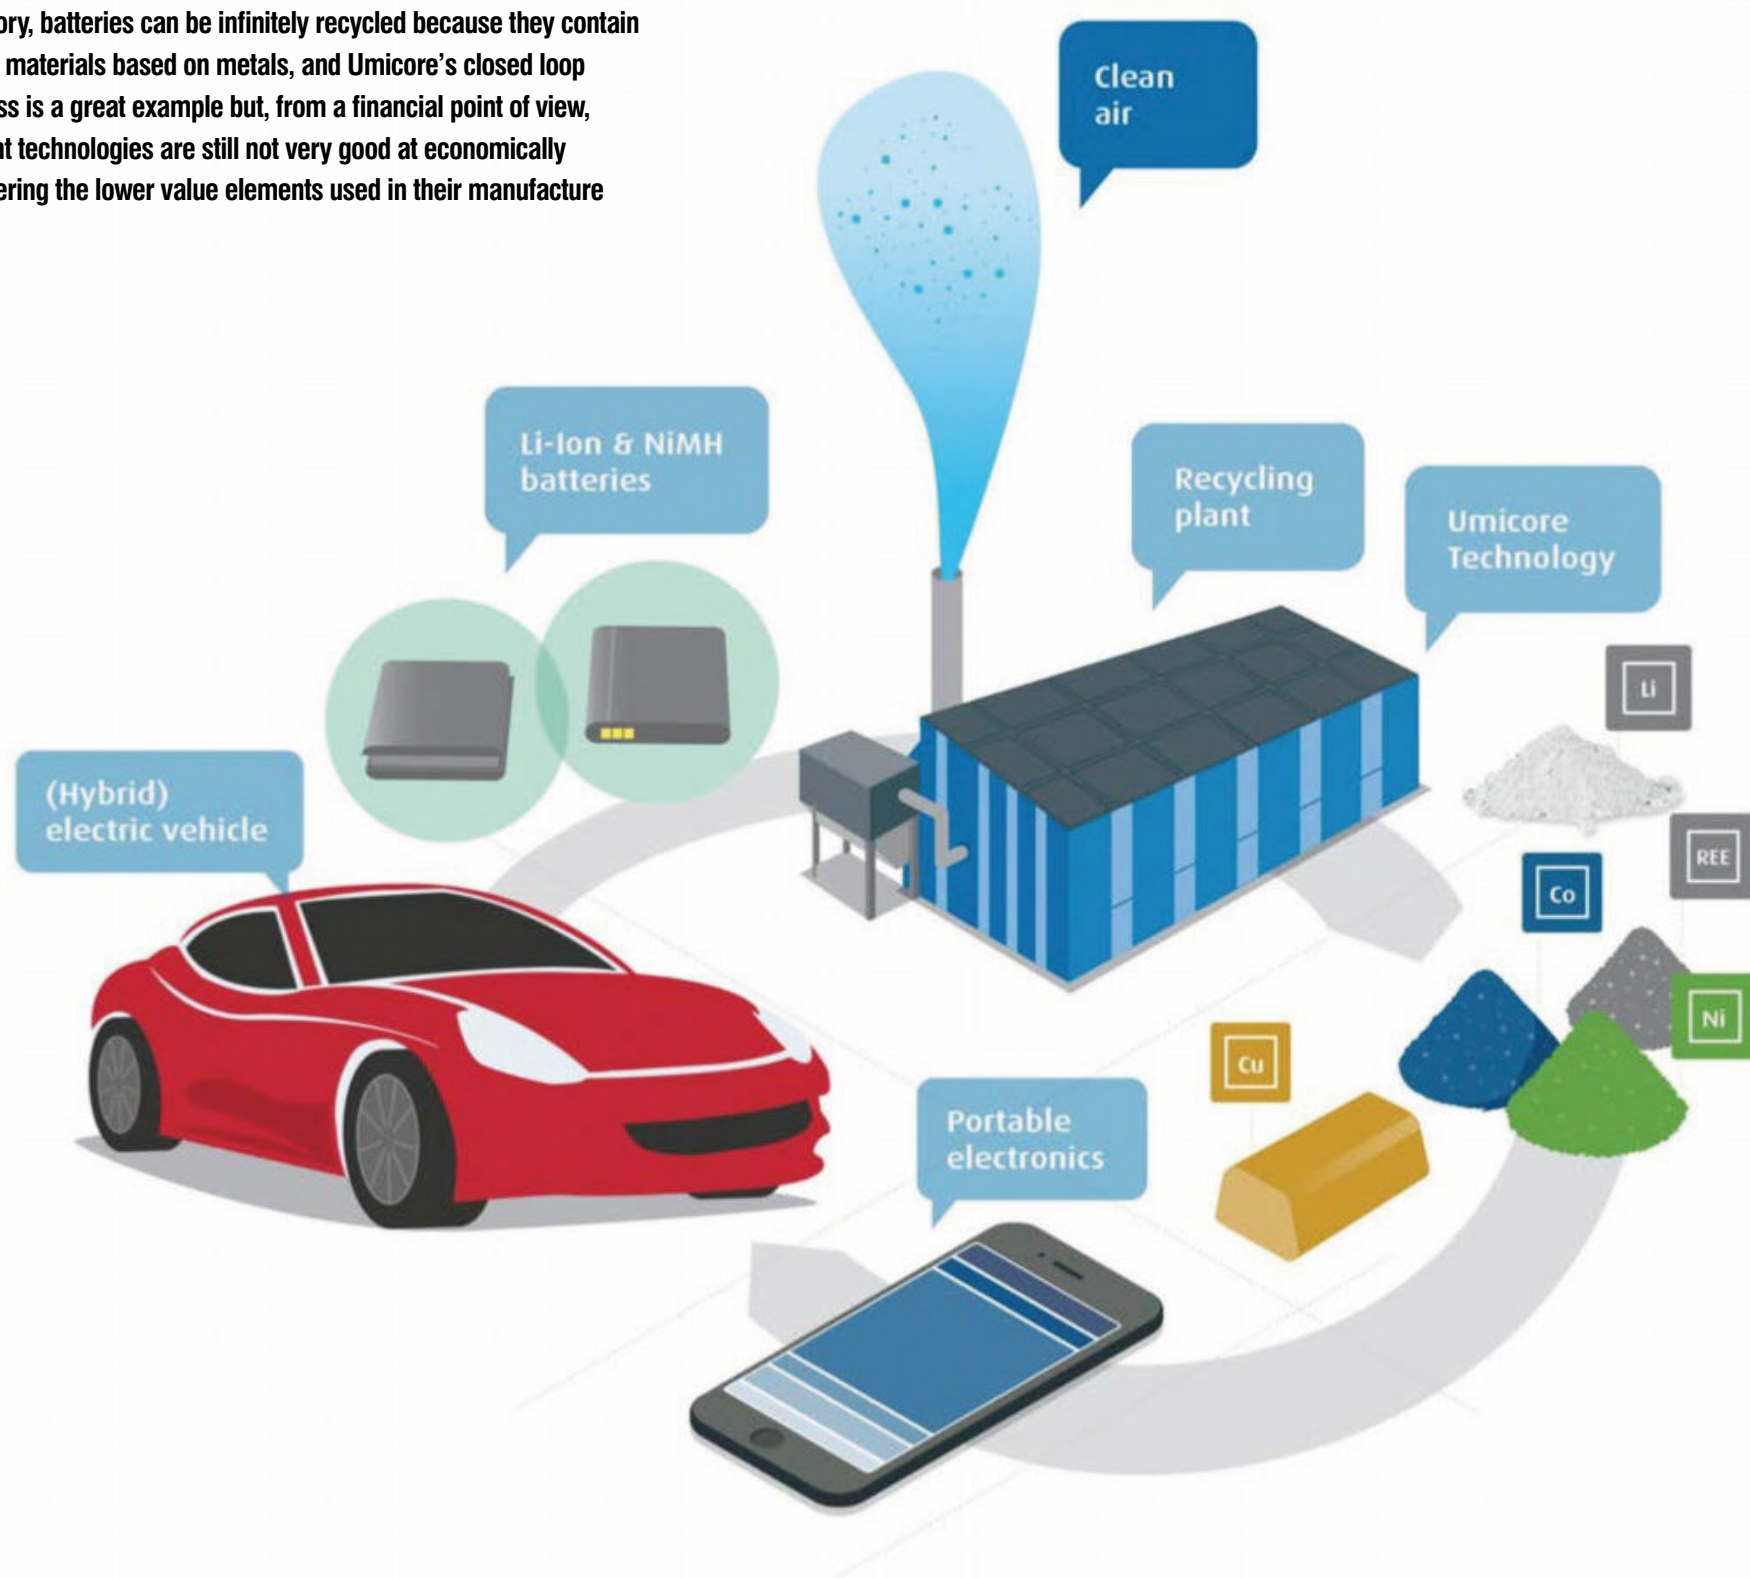 ory, batteries can be infinitely recycled because they contain
materials based on metals, and Umicore’s closed loop
ss is a great example but, from a financial point of view,
nt technologies are still not very good at economically
ering the lower value elements used in their manufacture
Clean
air
Li-Ion & NiMH
batteries
Recycling
plant
Umicore
Technology
Li
(Hybrid)
electric vehicle
REE
Co
Ni
Cu
Portable
electronics